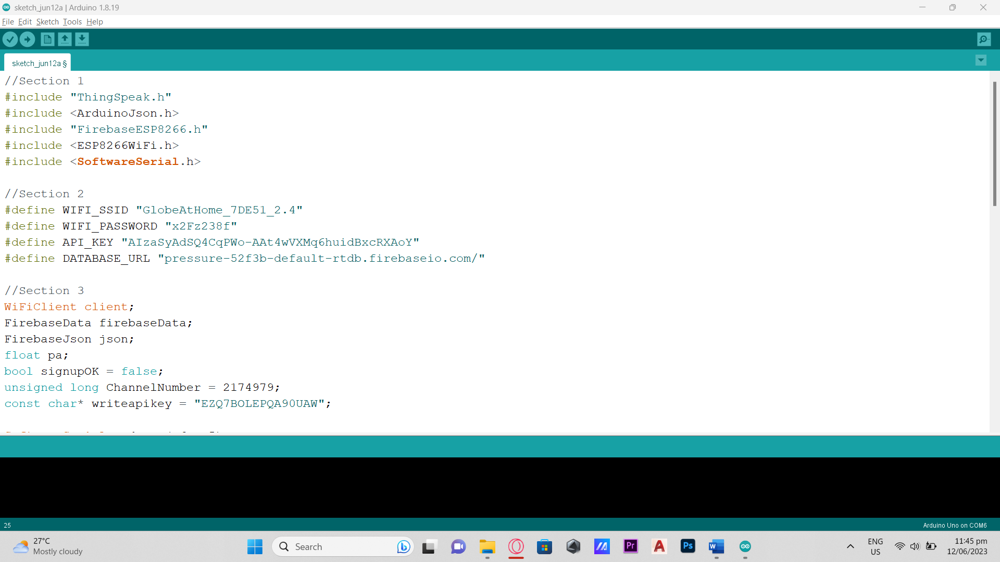 sketch_jun12a | Arduino 1.8.19
File Edit Sketch Tools Help
sketch_jun12a §
//Section 1
#include "ThingSpeak.h"
#include <ArduinoJson.h>
#include "FirebaseESP8266.h"
#include <ESP8266WiFi.h>
#include <SoftwareSerial.h>
//Section 2
#define WIFI_SSID "GlobeAtHome_7DE51_2.4"
#define WIFI_PASSWORD "x2Fz238f"
#define API_KEY "AIzaSyAdSQ4CqPWo-AAt4wVXMq6huidBxcRXAoY"
#define DATABASE_URL "pressure-52f3b-default-rtdb.firebaseio.com/"
//Section 3
WiFiClient client;
FirebaseData firebaseData;
FirebaseJson json;
float pa;
bool signupOK = false;
unsigned long ChannelNumber = 2174979;
const char* writeapikey = "EZQ7BOLEPQA90UAW";
25
Arduino Uno on COM6
27°C
Mostly cloudy
Search
Pr
Ps
W
ENG
US
11:45 pm
12/06/2023